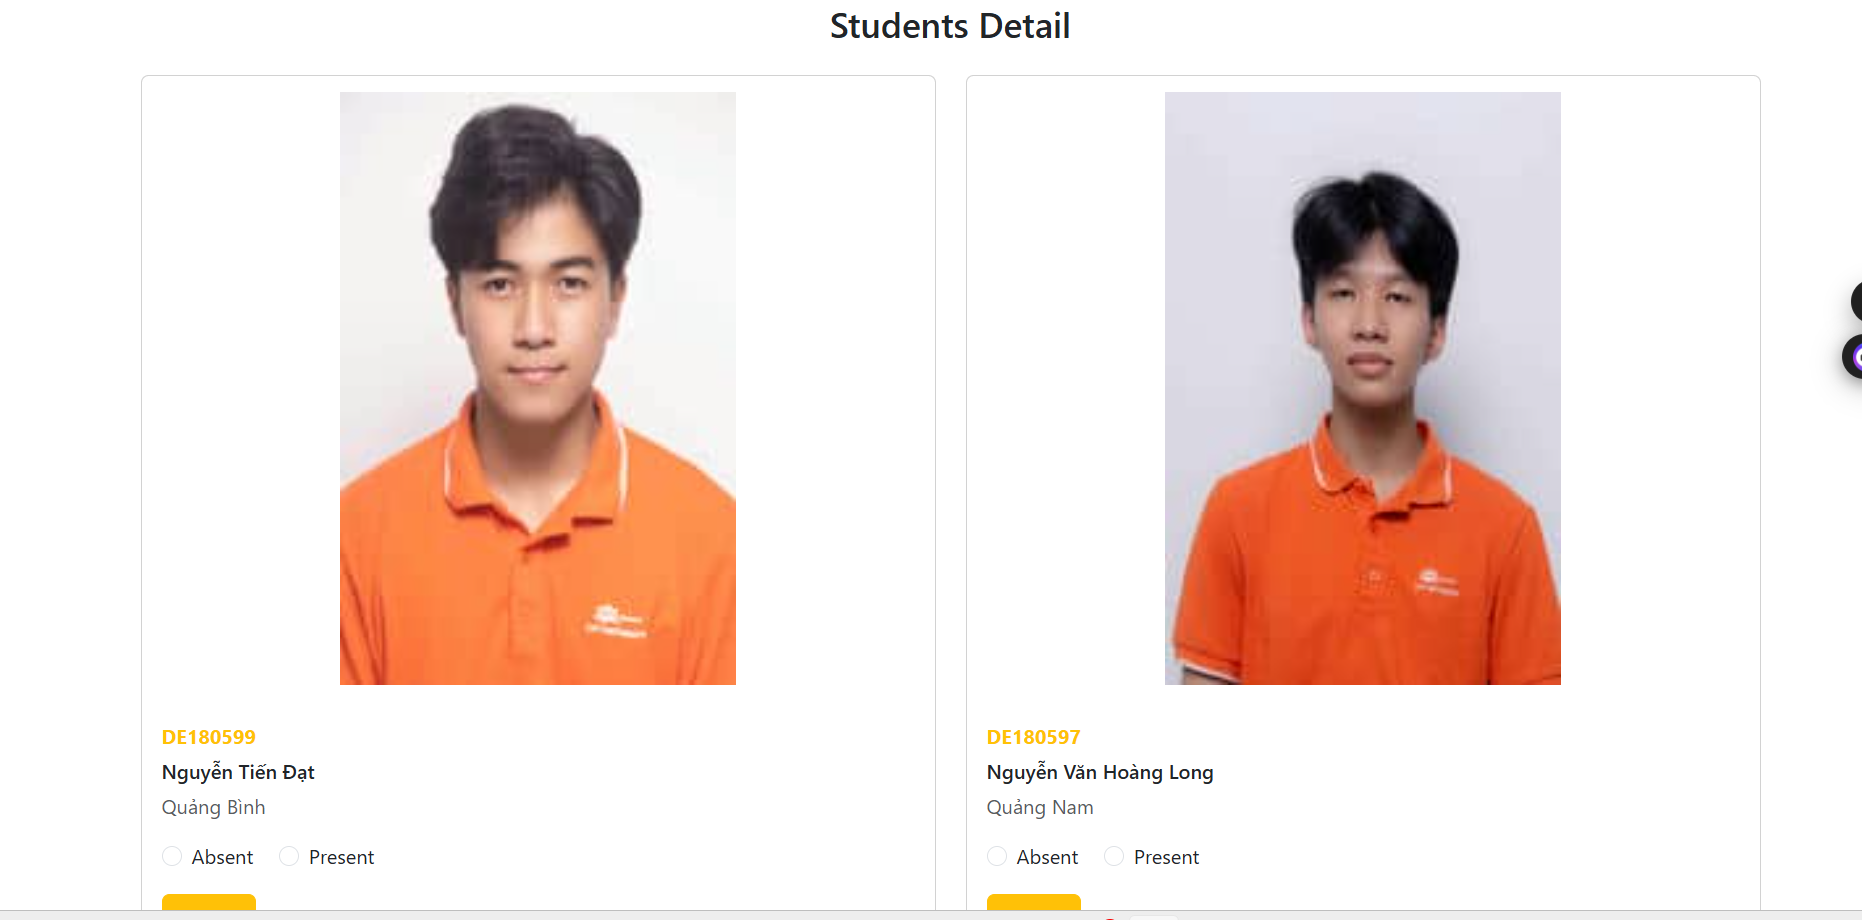 Students Detail
DE180599
Nguyễn Tiến Đạt
Quảng Bình
Absent Present
DE180597
Nguyễn Văn Hoàng Long
Quảng Nam
Absent Present